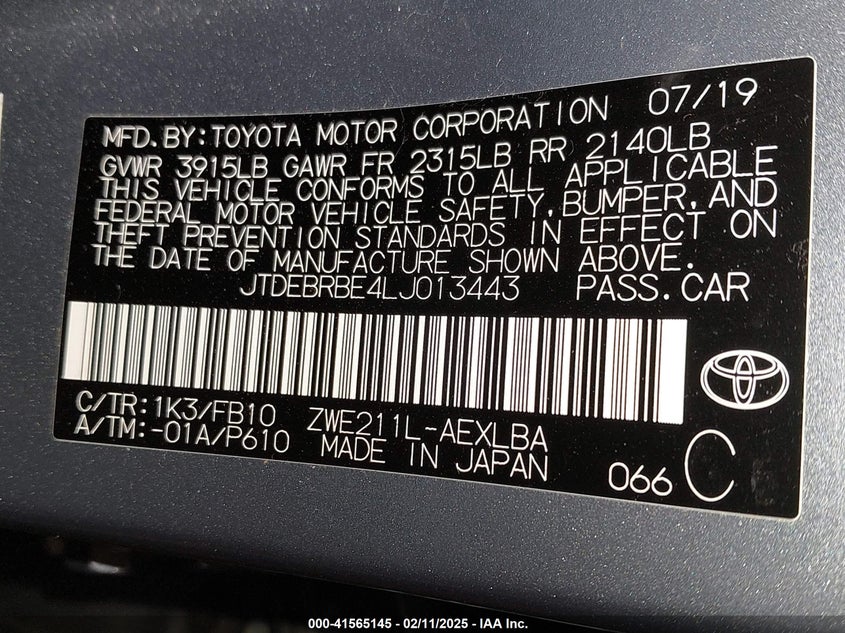 MFD. BY: TOYOTA MOTOR CORPORATION 07/19
GVWR 3915LB GAWR FR 2315LB RR 2140LB
THIS VEHICLE CONFORMS TO ALL APPLICABLE
FEDERAL MOTOR VEHICLE SAFETY, BUMPER, AND
THEFT PREVENTION STANDARDS IN EFFECT ON
THE DATE OF MANUFACTURE SHOWN ABOVE.
JTDEBRBE4LJ013443 PASS. CAR
C/TR: 1K3/FB10 ZWE211L-AEXLBA
A/TM: -01A/P610 MADE IN JAPAN
066 C
000-41565145 - 02/11/2025 - IAA Inc.